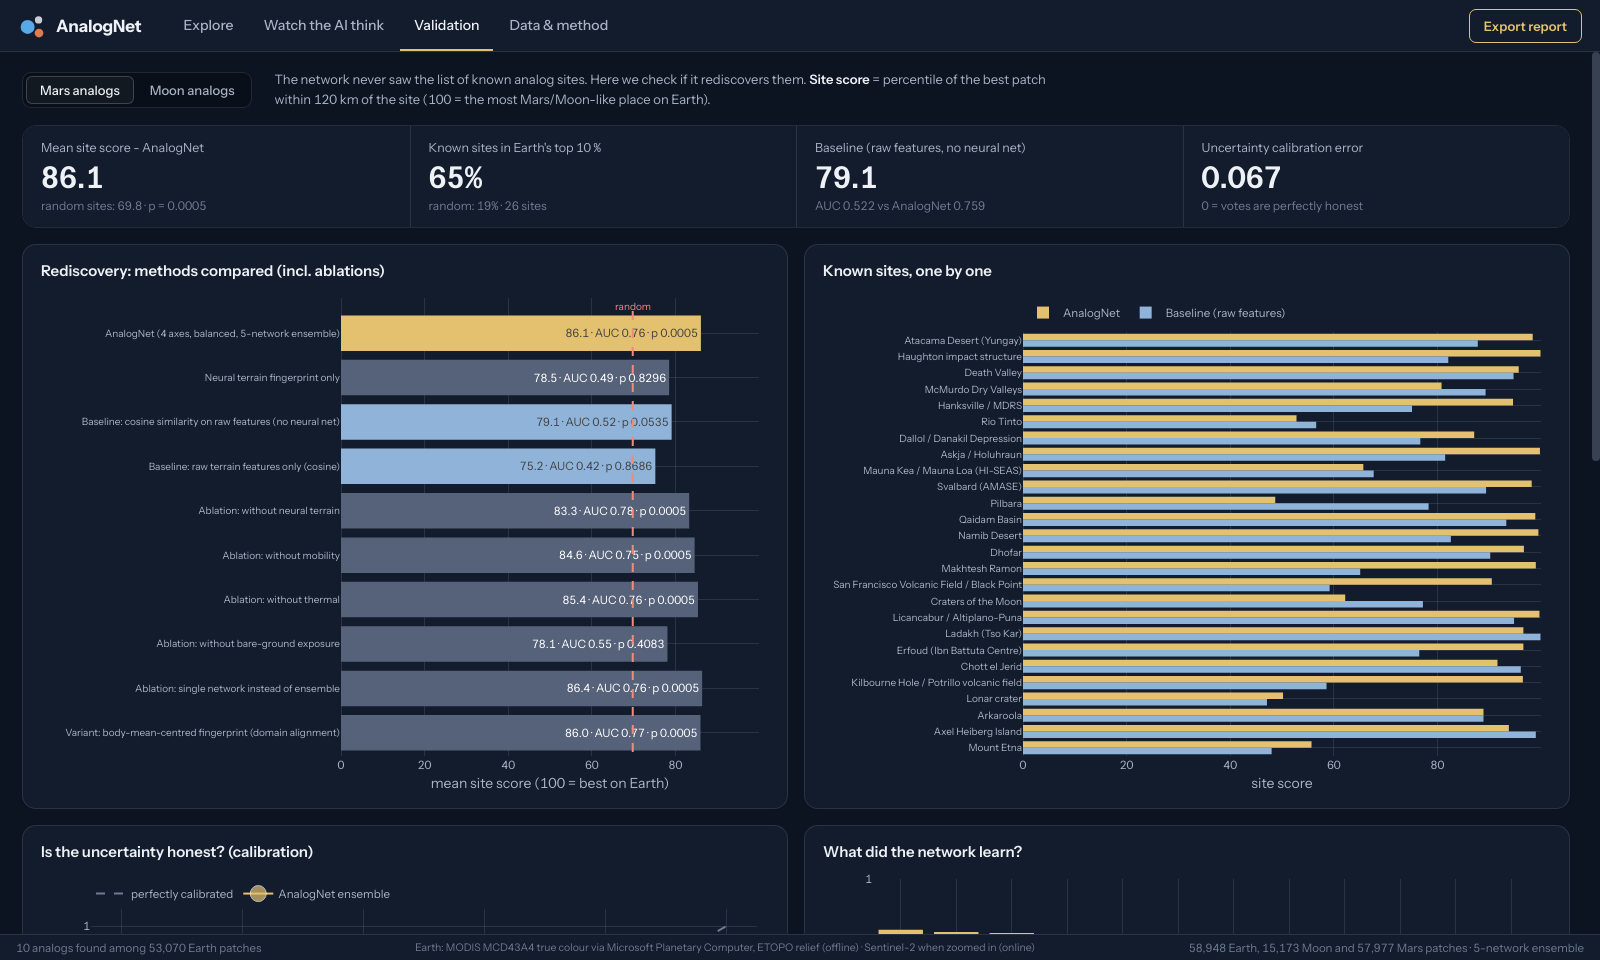 AnalogNet
Explore
Watch the AI think
Validation
Data & method
Export report
Mars analogs
Moon analogs
The network never saw the list of known analog sites. Here we check if it rediscovers them. Site score = percentile of the best patch
within 120 km of the site (100 = the most Mars/Moon-like place on Earth).
Mean site score - AnalogNet
86.1
random sites: 69.8 · p = 0.0005
Known sites in Earth's top 10 %
65%
random: 19% · 26 sites
Baseline (raw features, no neural net)
79.1
AUC 0.522 vs AnalogNet 0.759
Uncertainty calibration error
0.067
0 = votes are perfectly honest
Rediscovery: methods compared (incl. ablations)
random
AnalogNet (4 axes, balanced, 5-network ensemble) 86.1 · AUC 0.76 · p 0.0005
Neural terrain fingerprint only 78.5 · AUC 0.49 · p 0.8296
Baseline: cosine similarity on raw features (no neural net) 79.1 · AUC 0.52 · p 0.0535
Baseline: raw terrain features only (cosine) 75.2 · AUC 0.42 · p 0.8686
Ablation: without neural terrain 83.3 · AUC 0.78 · p 0.0005
Ablation: without mobility 84.6 · AUC 0.75 · p 0.0005
Ablation: without thermal 85.4 · AUC 0.76 · p 0.0005
Ablation: without bare-ground exposure 78.1 · AUC 0.55 · p 0.4083
Ablation: single network instead of ensemble 86.4 · AUC 0.76 · p 0.0005
Variant: body-mean-centred fingerprint (domain alignment) 86.0 · AUC 0.77 · p 0.0005
0 20 40 60 80
mean site score (100 = best on Earth)
Known sites, one by one
AnalogNet
Baseline (raw features)
Atacama Desert (Yungay)
Haughton impact structure
Death Valley
McMurdo Dry Valleys
Hanksville / MDRS
Rio Tinto
Dallol / Danakil Depression
Askja / Holuhraun
Mauna Kea / Mauna Loa (HI-SEAS)
Svalbard (AMASE)
Pilbara
Qaidam Basin
Namib Desert
Dhofar
Makhtesh Ramon
San Francisco Volcanic Field / Black Point
Craters of the Moon
Licancabur / Altiplano-Puna
Ladakh (Tso Kar)
Erfoud (Ibn Battuta Centre)
Chott el Jerid
Kilbourne Hole / Potrillo volcanic field
Lonar crater
Arkaroola
Axel Heiberg Island
Mount Etna
0 20 40 60 80
site score
Is the uncertainty honest? (calibration)
perfectly calibrated
AnalogNet ensemble
1
What did the network learn?
1
10 analogs found among 53,070 Earth patches
Earth: MODIS MCD43A4 true colour via Microsoft Planetary Computer, ETOPO relief (offline) · Sentinel-2 when zoomed in (online)
58,948 Earth, 15,173 Moon and 57,977 Mars patches · 5-network ensemble